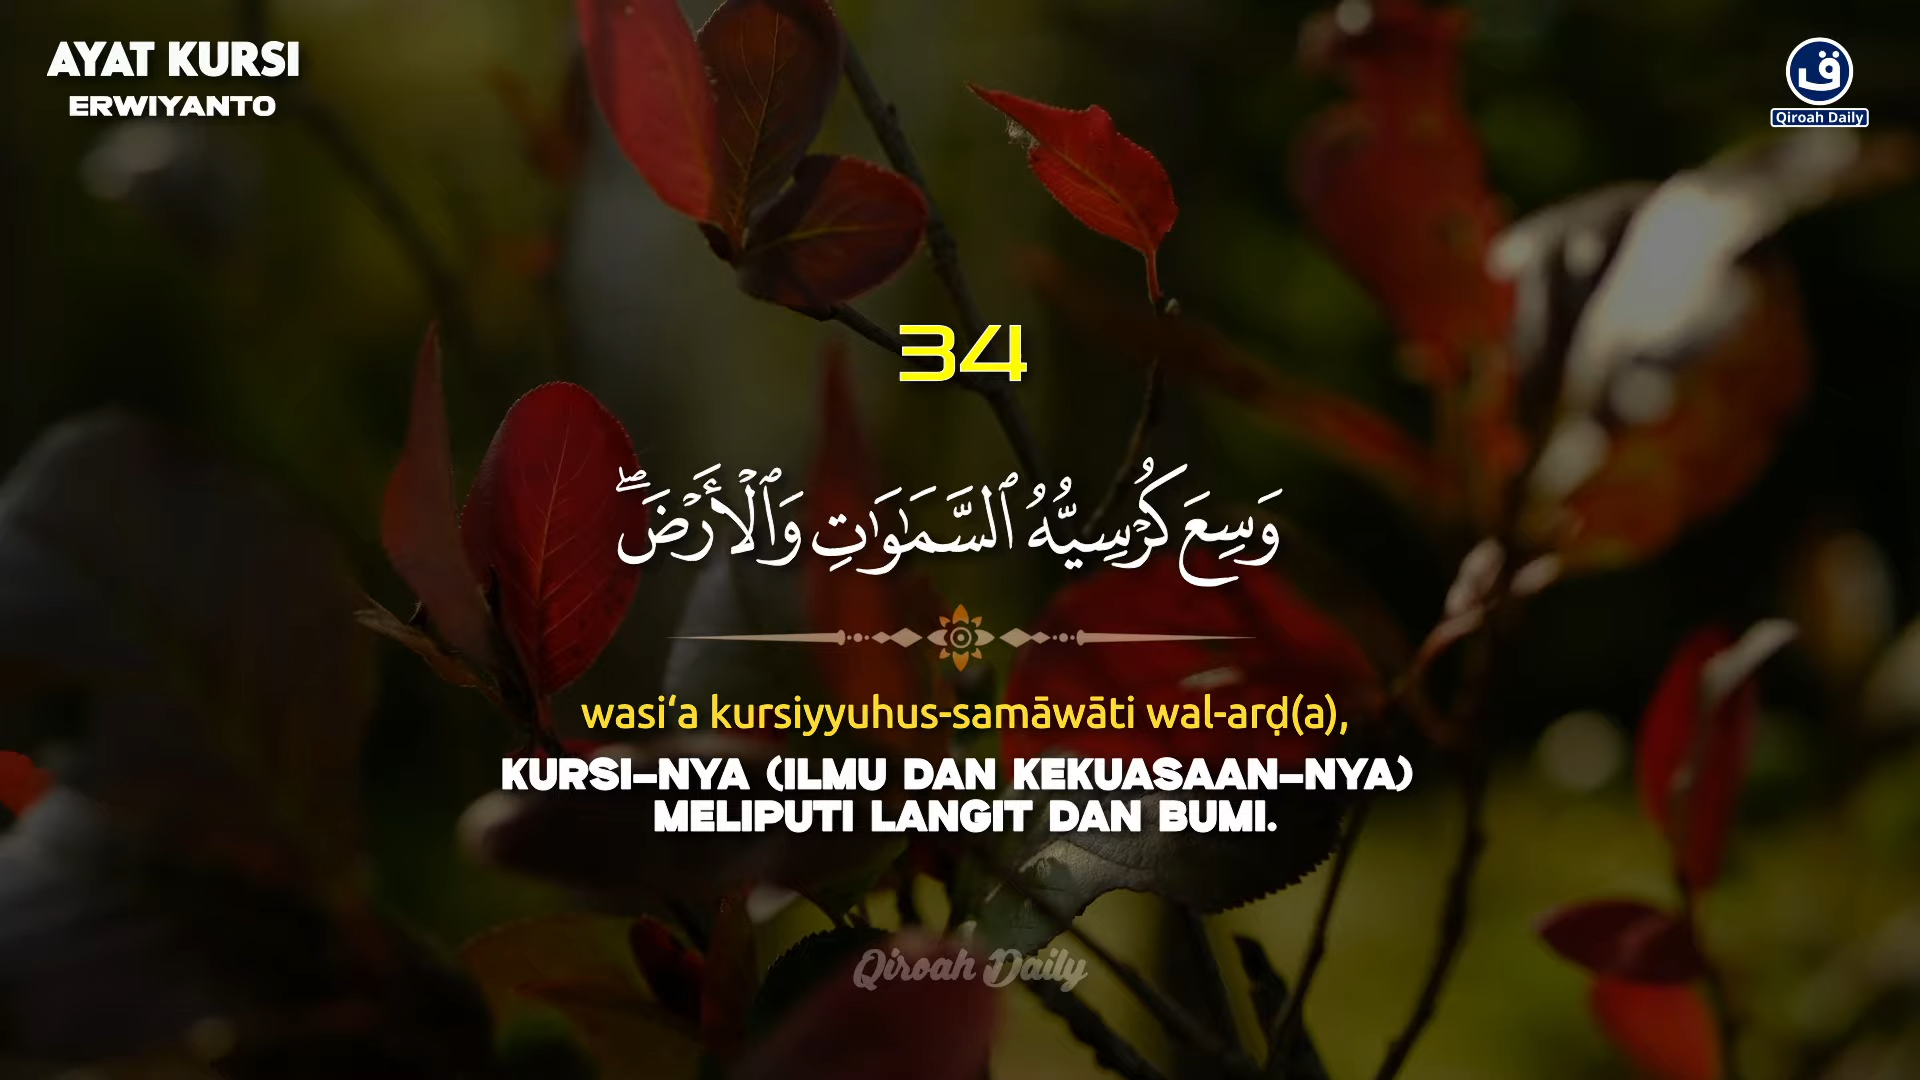 AYAT KURSI
ERWIYANTO
ق
Qiroah Daily
34
وَسِعَ كُرْسِيُّهُ ٱلسَّمَٰوَٰتِ وَٱلْأَرْضَ ۖ
wasi‘a kursiyyuhus-samāwāti wal-arḍ(a),
KURSI-NYA (ILMU DAN KEKUASAAN-NYA)
MELIPUTI LANGIT DAN BUMI.
Qiroah Daily